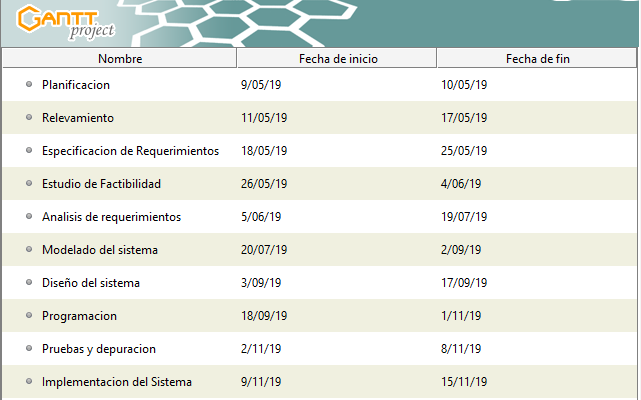 GANTT
project
Nombre Fecha de inicio Fecha de fin
Planificacion 9/05/19 10/05/19
Relevamiento 11/05/19 17/05/19
Especificacion de Requerimientos 18/05/19 25/05/19
Estudio de Factibilidad 26/05/19 4/06/19
Analisis de requerimientos 5/06/19 19/07/19
Modelado del sistema 20/07/19 2/09/19
Diseño del sistema 3/09/19 17/09/19
Programacion 18/09/19 1/11/19
Pruebas y depuracion 2/11/19 8/11/19
Implementacion del Sistema 9/11/19 15/11/19